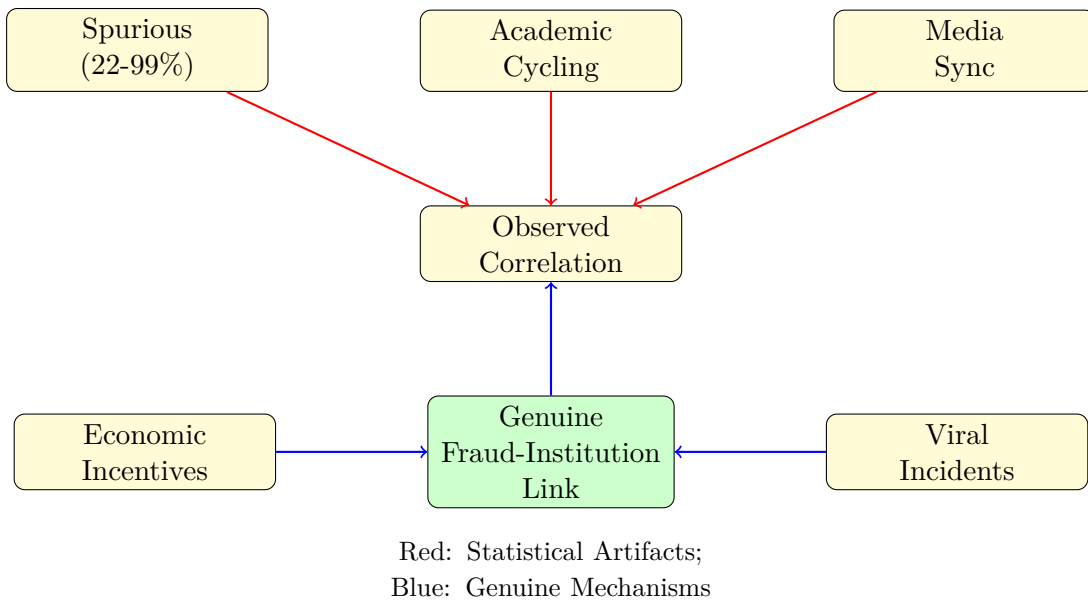 Spurious
(22-99%)
Academic
Cycling
Media
Sync
Observed
Correlation
Economic
Incentives
Genuine
Fraud-Institution
Link
Viral
Incidents
Red: Statistical Artifacts;
Blue: Genuine Mechanisms